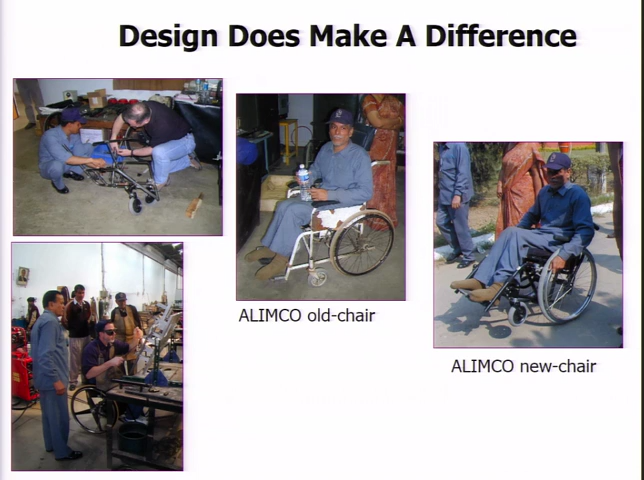 Design Does Make A Difference
ALIMCO old-chair
ALIMCO new-chair